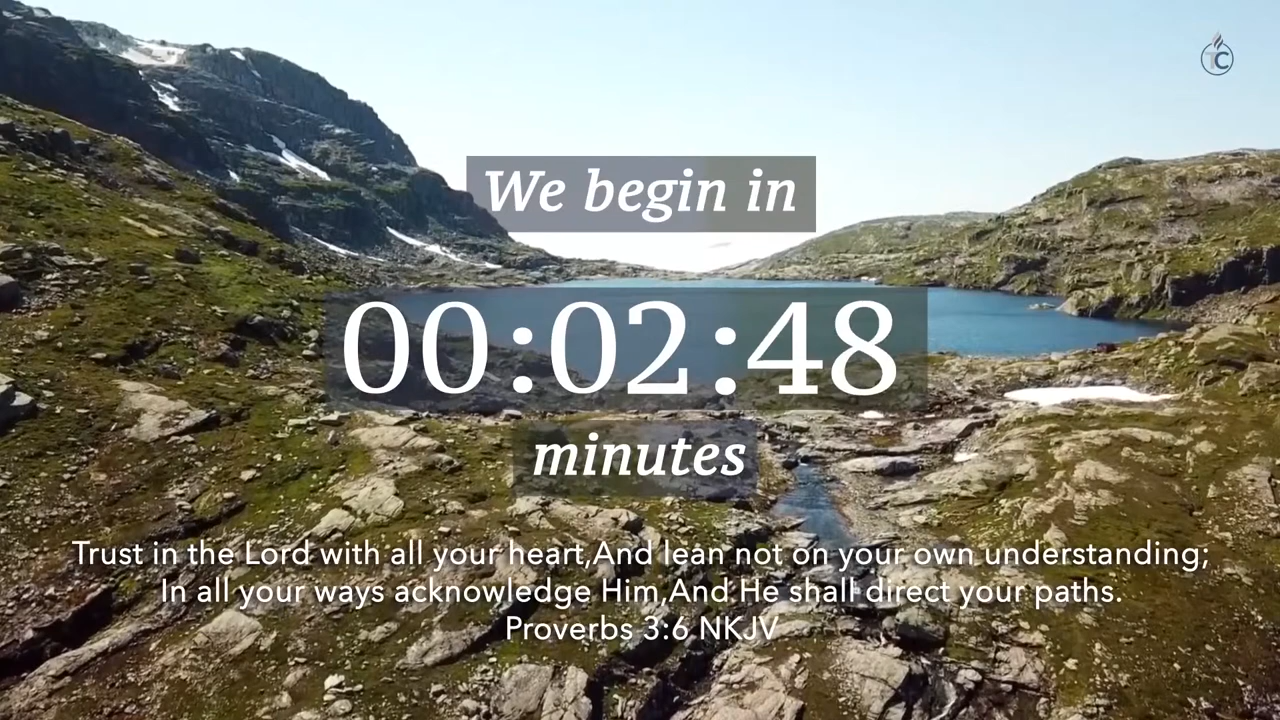 TC
We begin in
00:02:48
minutes
Trust in the Lord with all your heart,And lean not on your own understanding;
In all your ways acknowledge Him,And He shall direct your paths.
Proverbs 3:6 NKJV